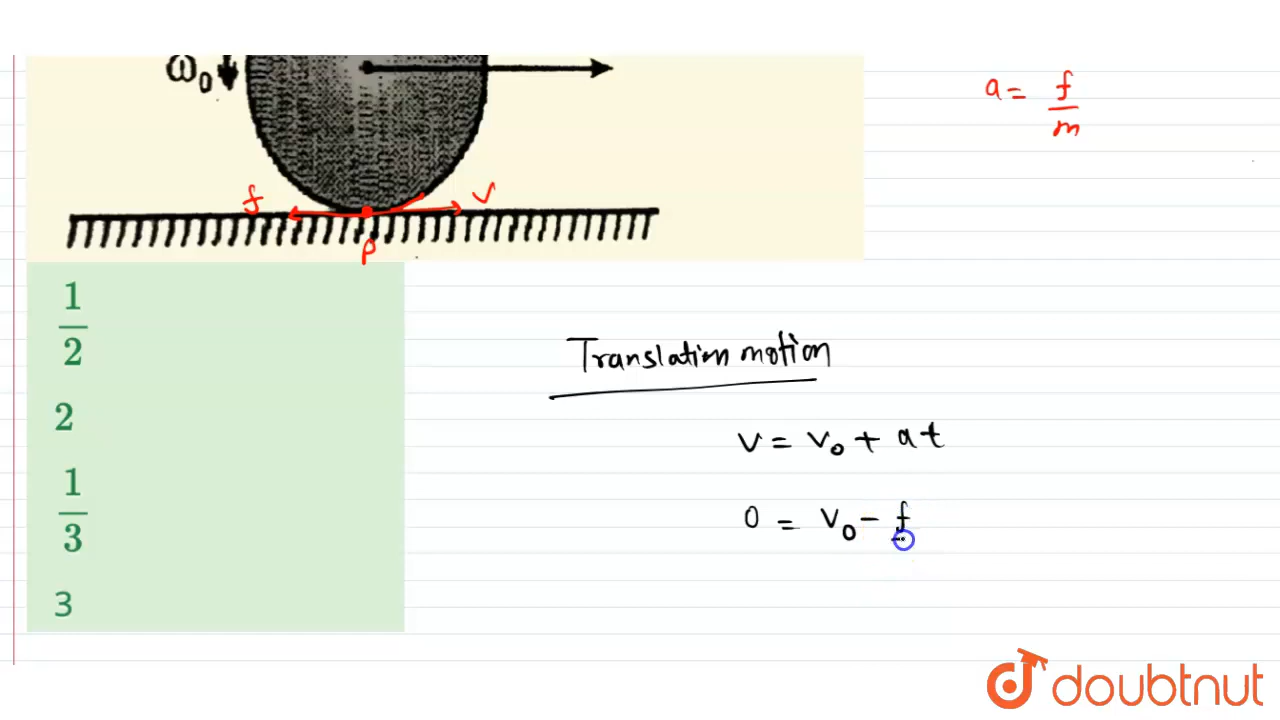 ω₀
a = f/m
f
V
P
1/2
2
1/3
3
Translation motion
v = v₀ + at
0 = v₀ - f
doubtnut